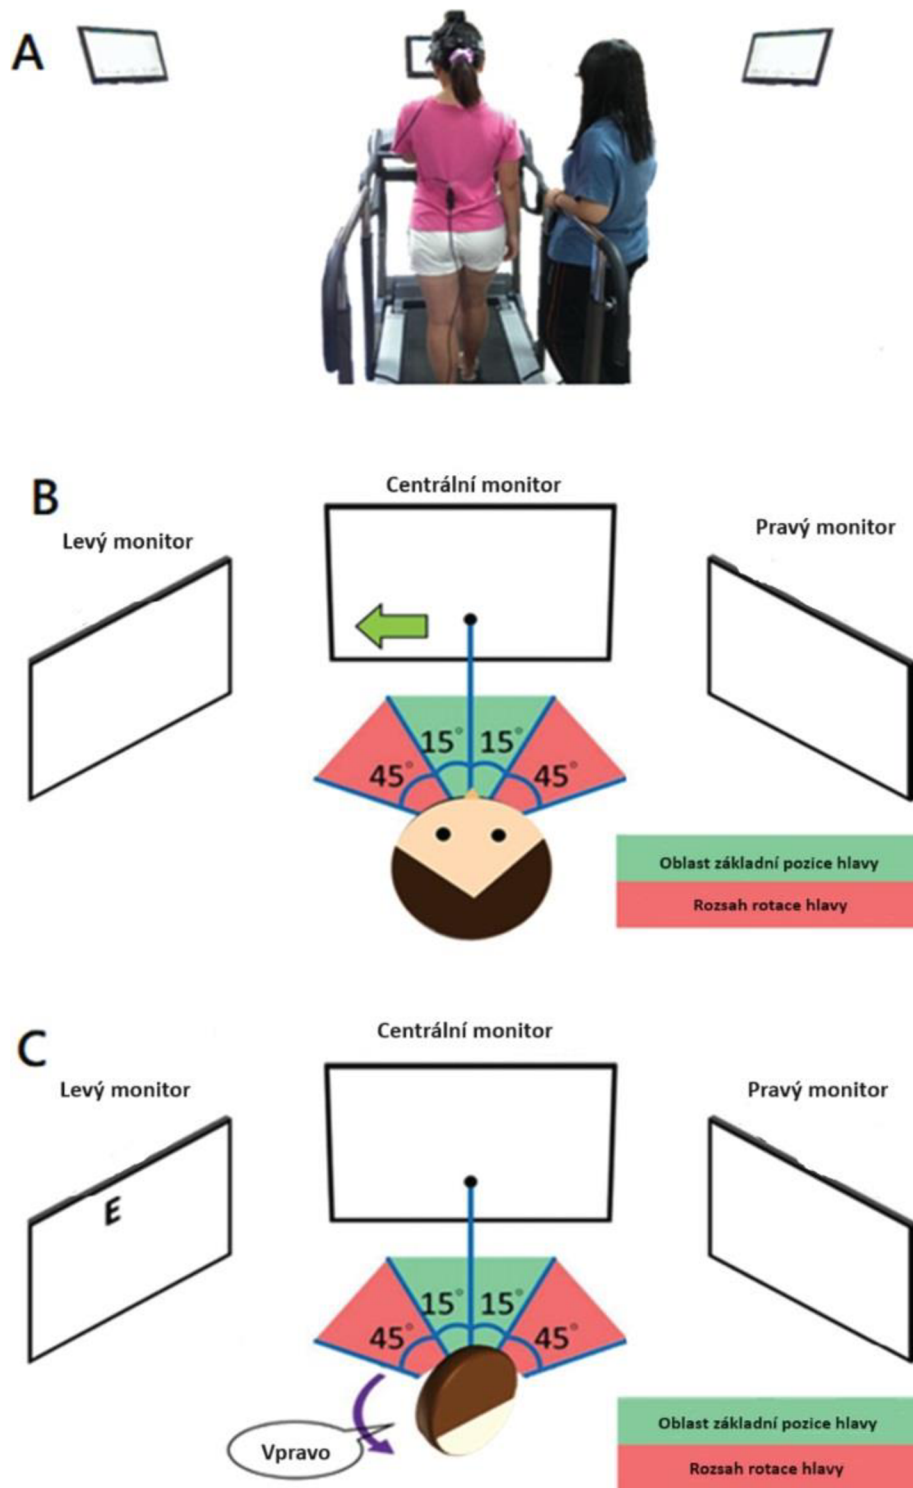 A
B
Centrální monitor
Levý monitor
Pravý monitor
15° 15°
45° 45°
Oblast základní pozice hlavy
Rozsah rotace hlavy
C
Centrální monitor
Levý monitor
Pravý monitor
E
15° 15°
45° 45°
Vpravo
Oblast základní pozice hlavy
Rozsah rotace hlavy